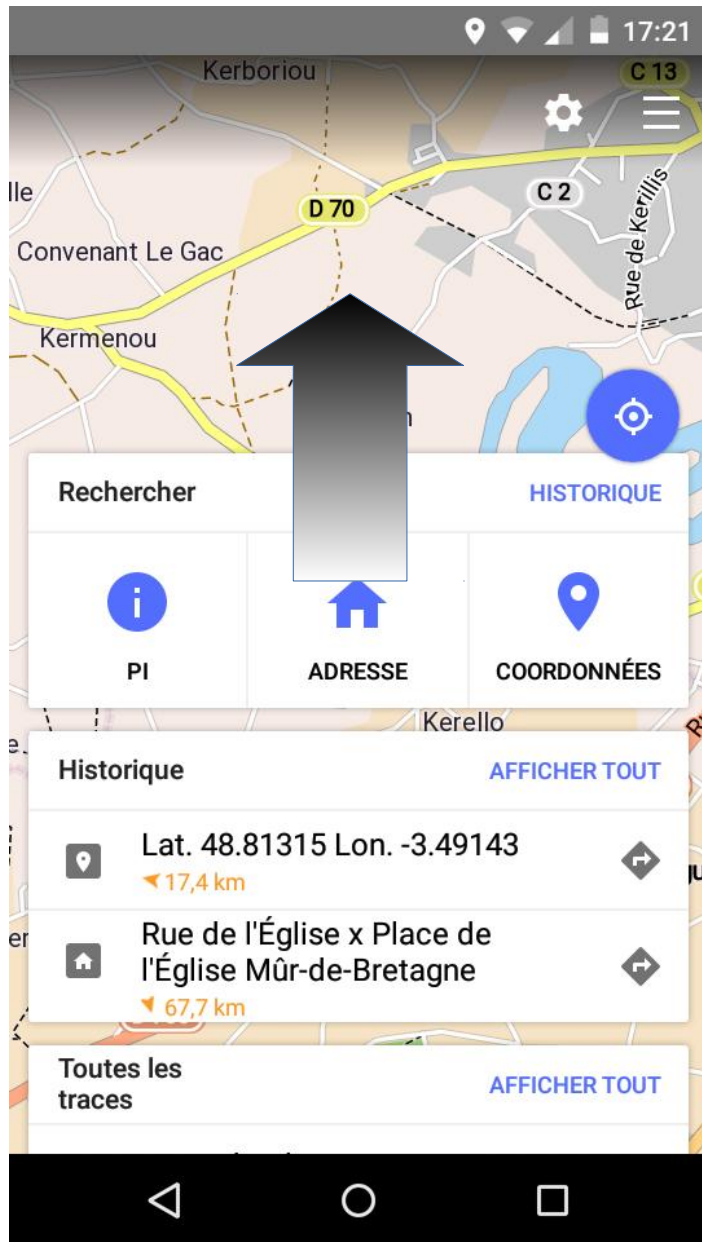 17:21
Kerboriou
C 13
lle
D 70
C 2
Rue de Kerillis
Convenant Le Gac
Kermenou
n
Rechercher
HISTORIQUE
i
PI
ADRESSE
COORDONNÉES
Kerello
e
Historique
AFFICHER TOUT
Lat. 48.81315 Lon. -3.49143
17,4 km
er
Rue de l'Église x Place de
l'Église Mûr-de-Bretagne
67,7 km
Toutes les
traces
AFFICHER TOUT